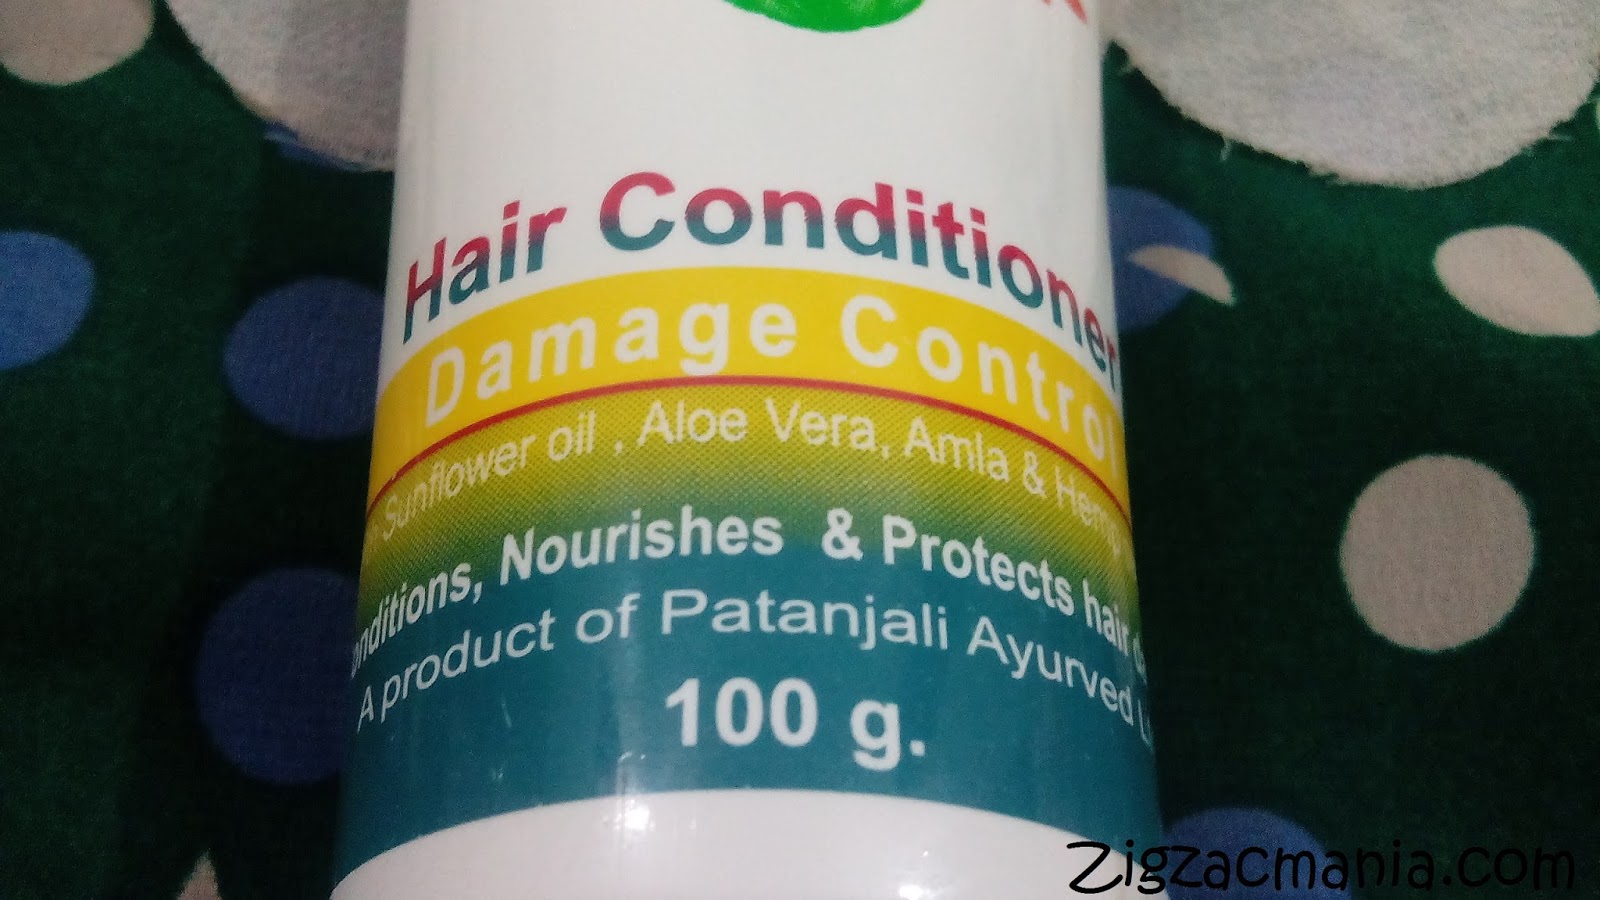 Hair Conditioner
Damage Control
Sunflower oil , Aloe Vera, Amla & Hemp
Nourishes & Protects hair
A product of Patanjali Ayurved
100 g.
Zigzacmania.com